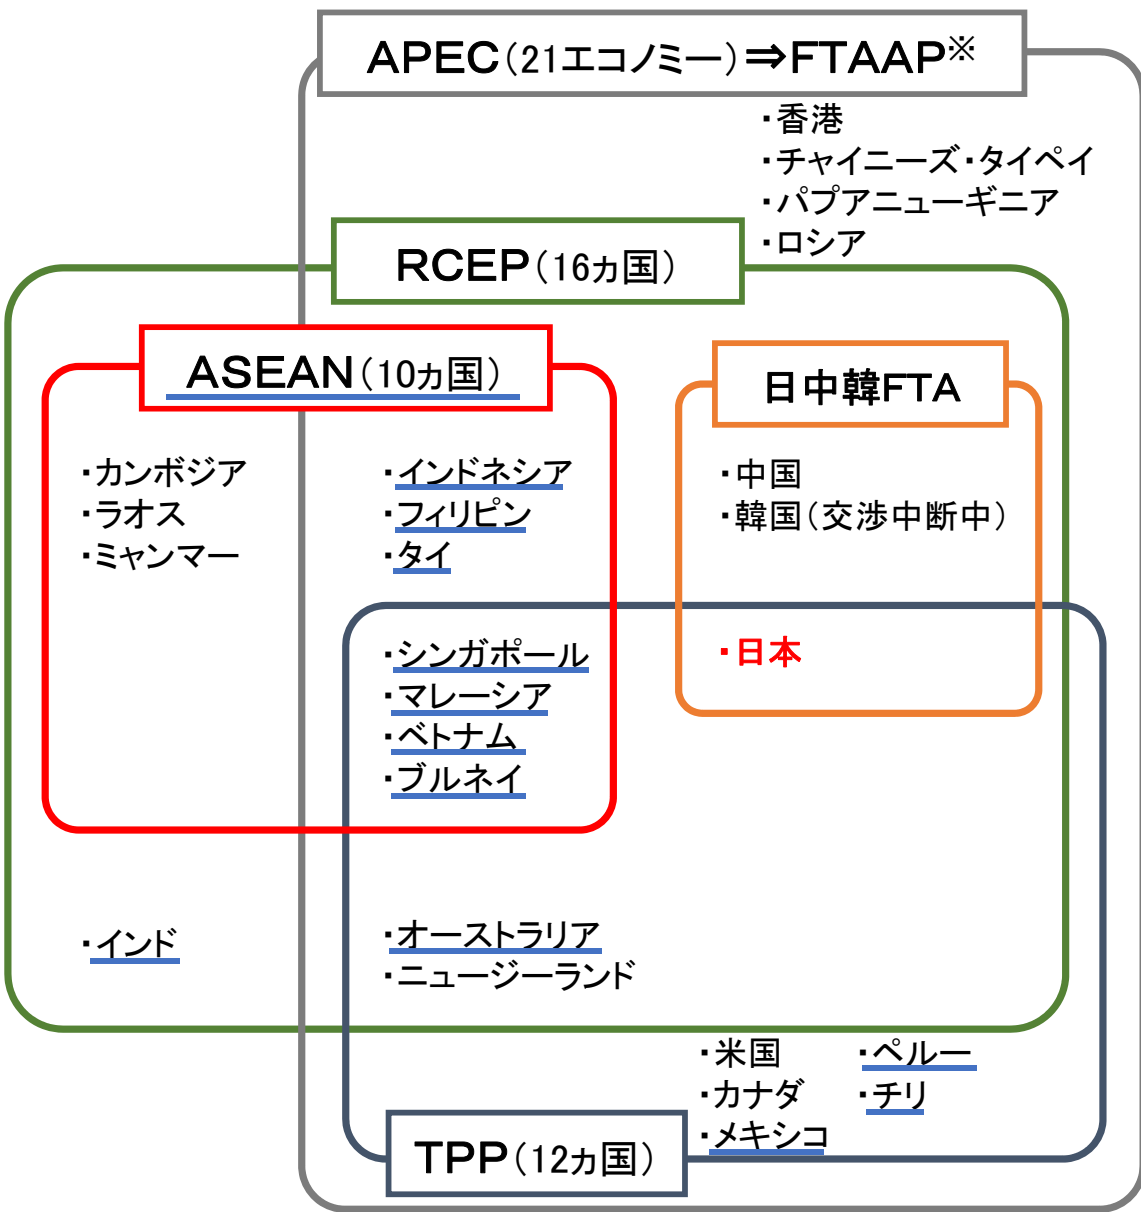 APEC(21エコノミー)⇒FTAAP※
・香港
・チャイニーズ・タイペイ
・パプアニューギニア
・ロシア
RCEP(16ヵ国)
ASEAN(10ヵ国)
日中韓FTA
・カンボジア
・ラオス
・ミャンマー
・インドネシア
・フィリピン
・タイ
・中国
・韓国(交渉中断中)
・シンガポール
・マレーシア
・ベトナム
・ブルネイ
・日本
・インド
・オーストラリア
・ニュージーランド
・米国
・カナダ
・メキシコ
・ペルー
・チリ
TPP(12ヵ国)